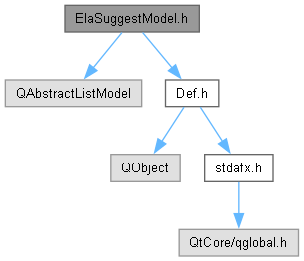 ElaSuggestModel.h
QAbstractListModel
Def.h
QObject
stdafx.h
QtCore/qglobal.h